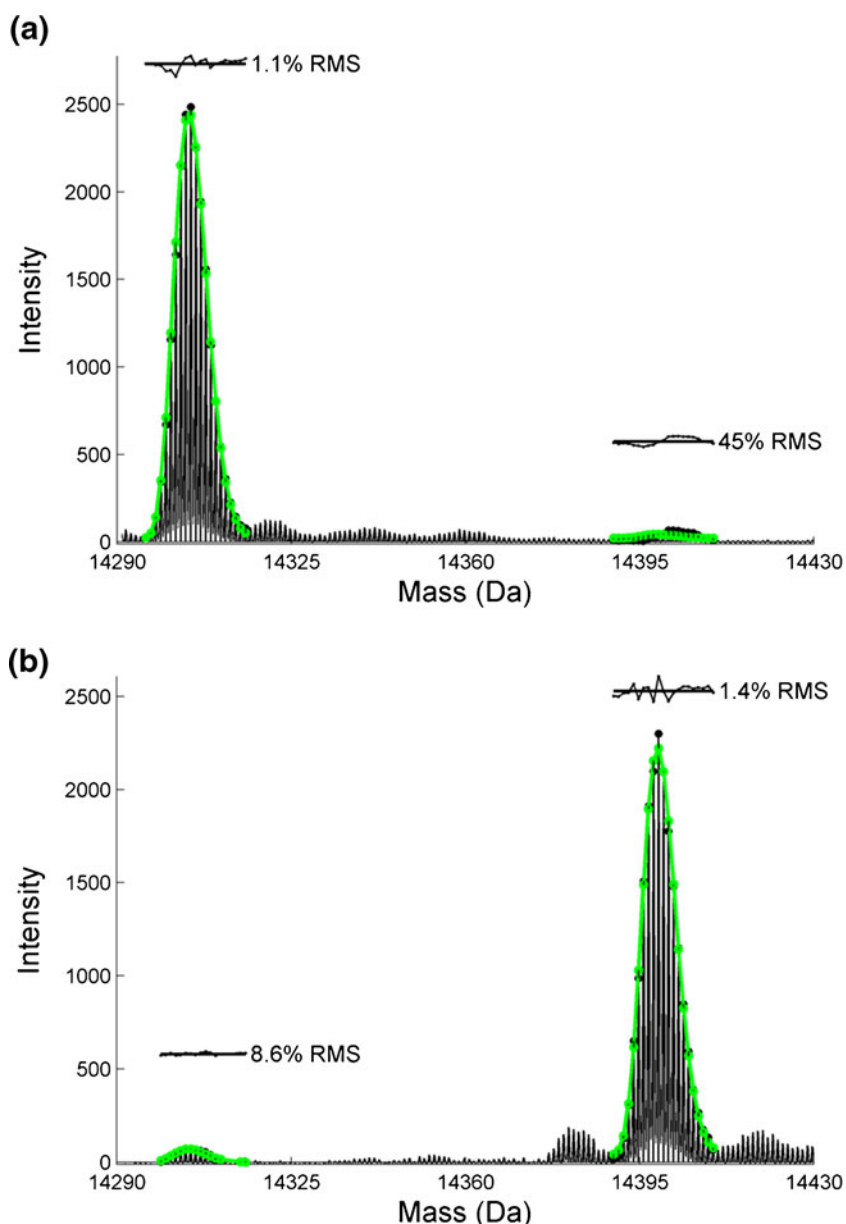 (a)
1.1% RMS
2500
2000
1500
1000
500
0
45% RMS
14290 14325 14360 14395 14430
Mass (Da)
Intensity
(b)
1.4% RMS
2500
2000
1500
1000
500
0
8.6% RMS
14290 14325 14360 14395 14430
Mass (Da)
Intensity